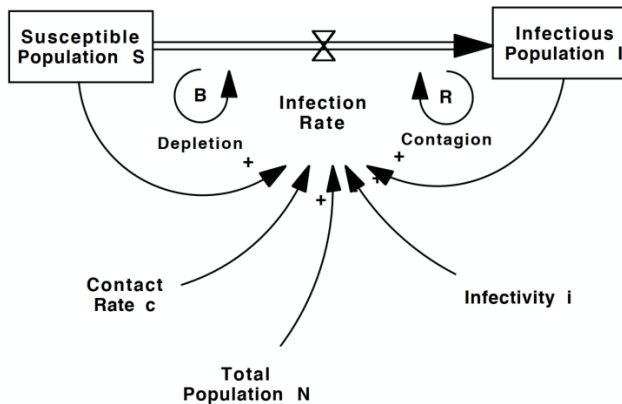 Susceptible
Population S
Infectious
Population I
B
Infection
Rate
R
Depletion
Contagion
+
+
+
+
Contact
Rate c
Infectivity i
Total
Population N